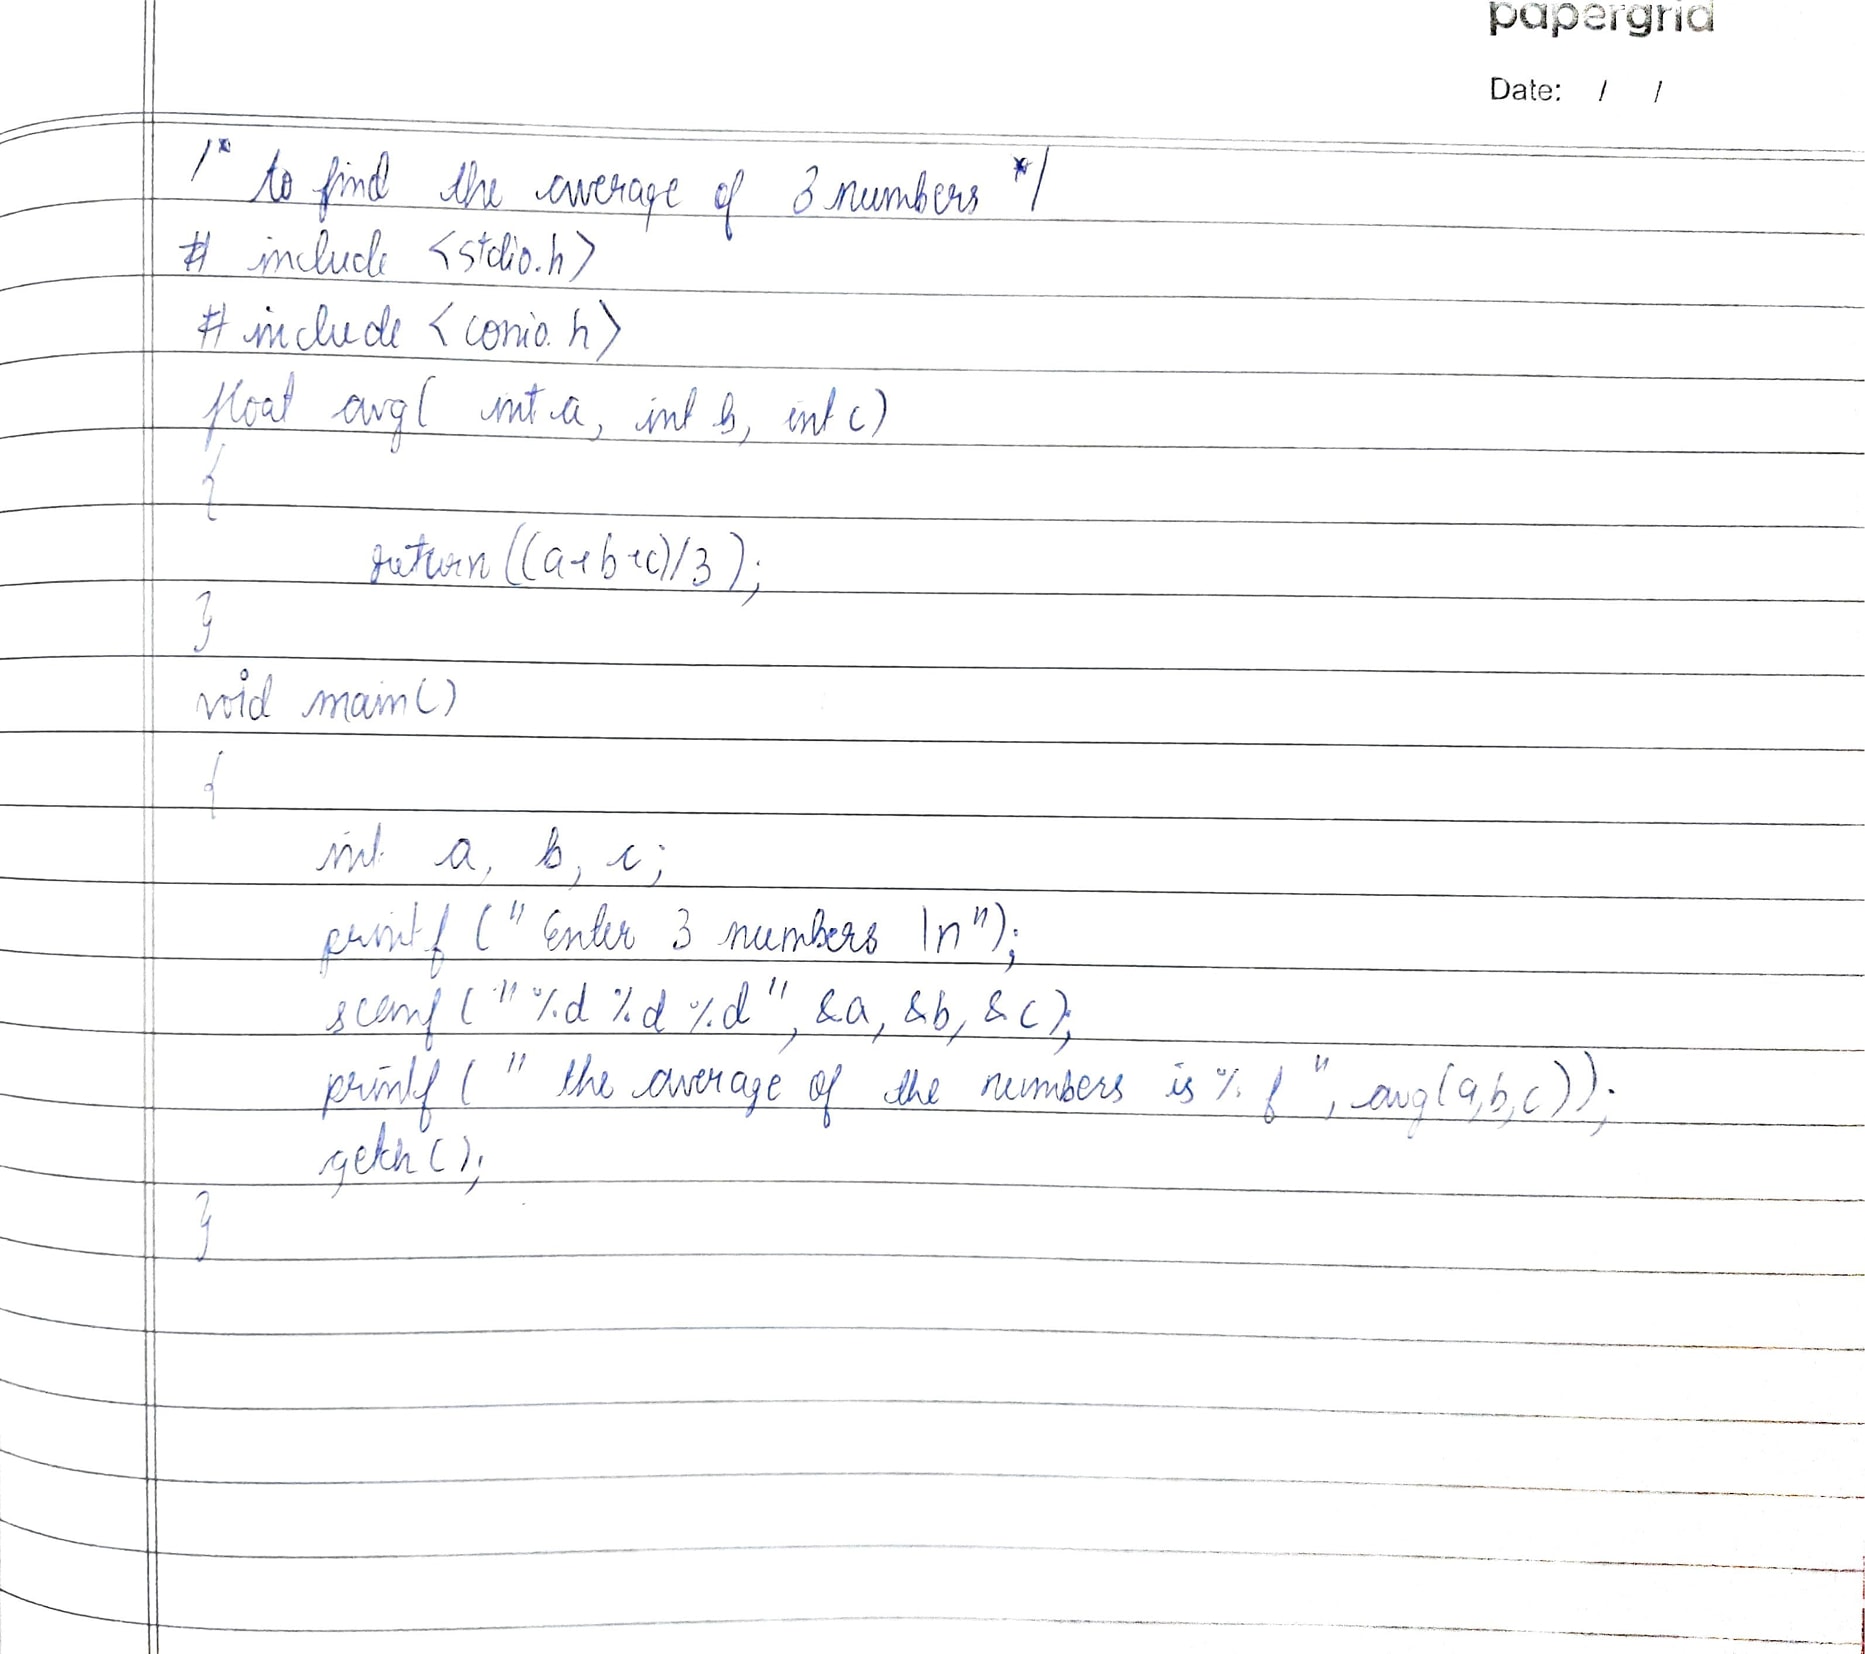 papergrid
Date: / /
/* to find the average of 3 numbers */
# include <stdio.h>
# include <conio.h>
float avg( int a, int b, int c)
{
return((a+b+c)/3);
}
void main()
{
int a, b, c;
printf (" Enter 3 numbers \n");
scanf ("%d %d %d", &a, &b, &c);
printf (" the average of the numbers is %f ", avg(a,b,c));
getch();
}